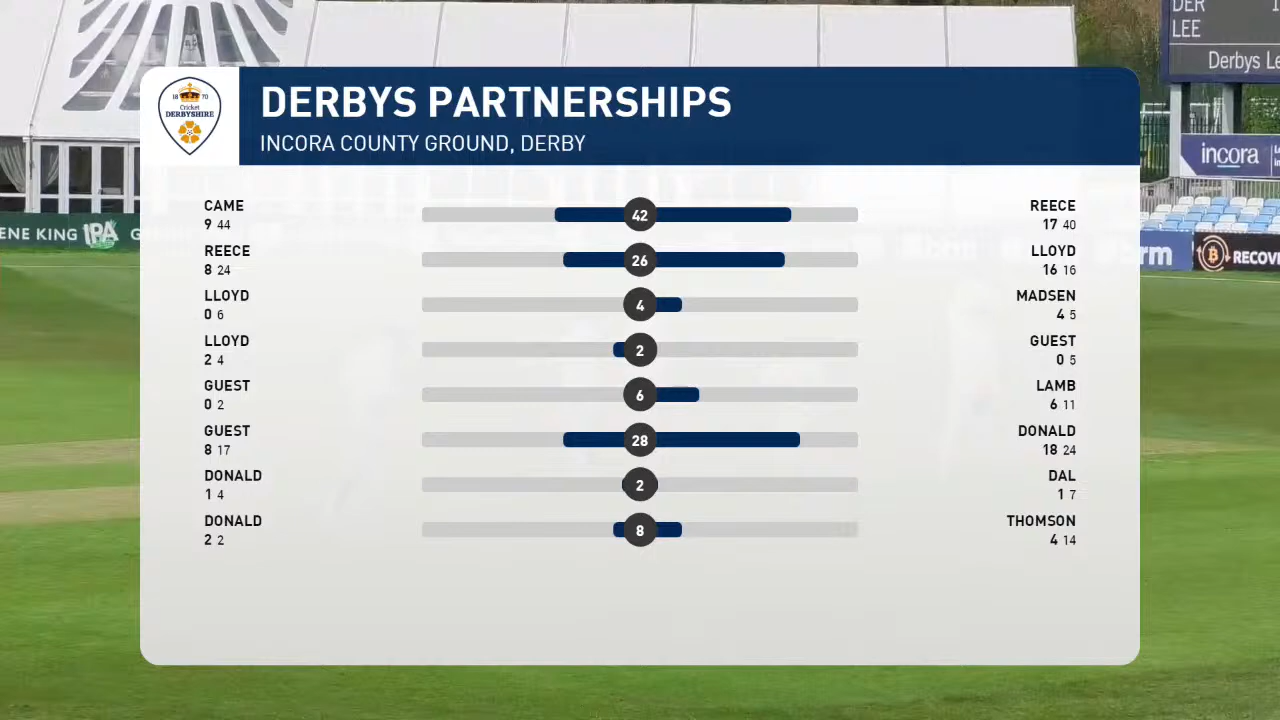 DER 1
LEE
Derbys Le
18 70
Cricket
DERBYSHIRE
DERBYS PARTNERSHIPS
INCORA COUNTY GROUND, DERBY
incora
ENE KING IPA G
RECOV
CAME 42 REECE
9 44 17 40
REECE 26 LLOYD
8 24 16 16
LLOYD 4 MADSEN
0 6 4 5
LLOYD 2 GUEST
2 4 0 5
GUEST 6 LAMB
0 2 6 11
GUEST 28 DONALD
8 17 18 24
DONALD 2 DAL
1 4 1 7
DONALD 8 THOMSON
2 2 4 14